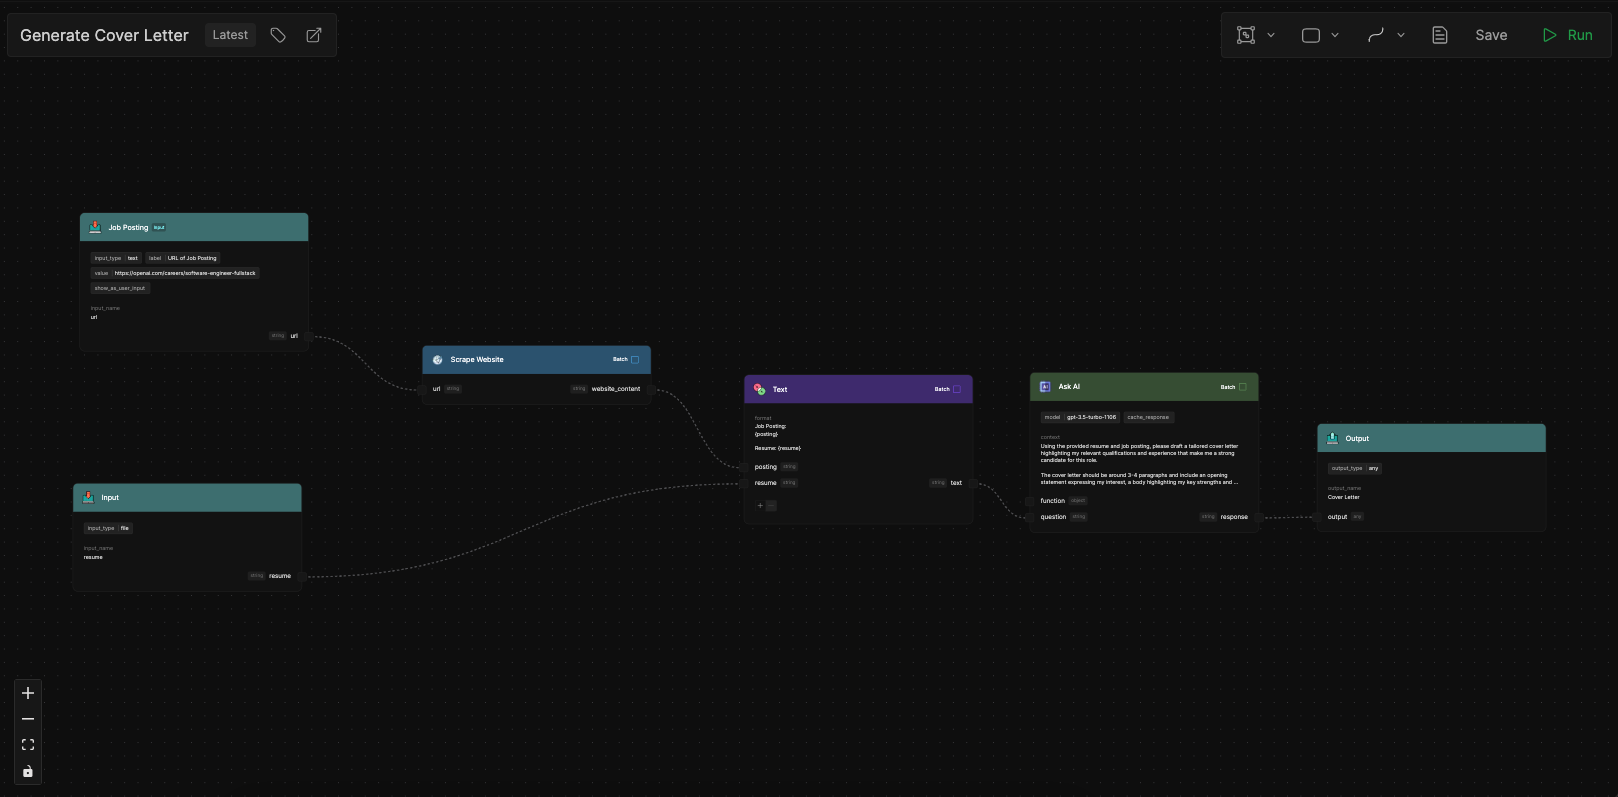 Generate Cover Letter
Latest
Save
Run
Job Posting
input
input_type text label URL of Job Posting
value https://openai.com/careers/software-engineer-fullstack
show_as_user_input
input_name
url
string url
Scrape Website
Batch
url string
string website_content
Input
input_type file
input_name
resume
string resume
Text
Batch
format
Job Posting:
{posting}
Resume: {resume}
posting string
resume string
string text
+
Ask AI
Batch
model gpt-3.5-turbo-1106 cache_response
context
Using the provided resume and job posting, please draft a tailored cover letter
highlighting my relevant qualifications and experience that make me a strong
candidate for this role.
The cover letter should be around 3-4 paragraphs and include an opening
statement expressing my interest, a body highlighting my key strengths and ...
function object
question string
string response
Output
output_type any
output_name
Cover Letter
output any